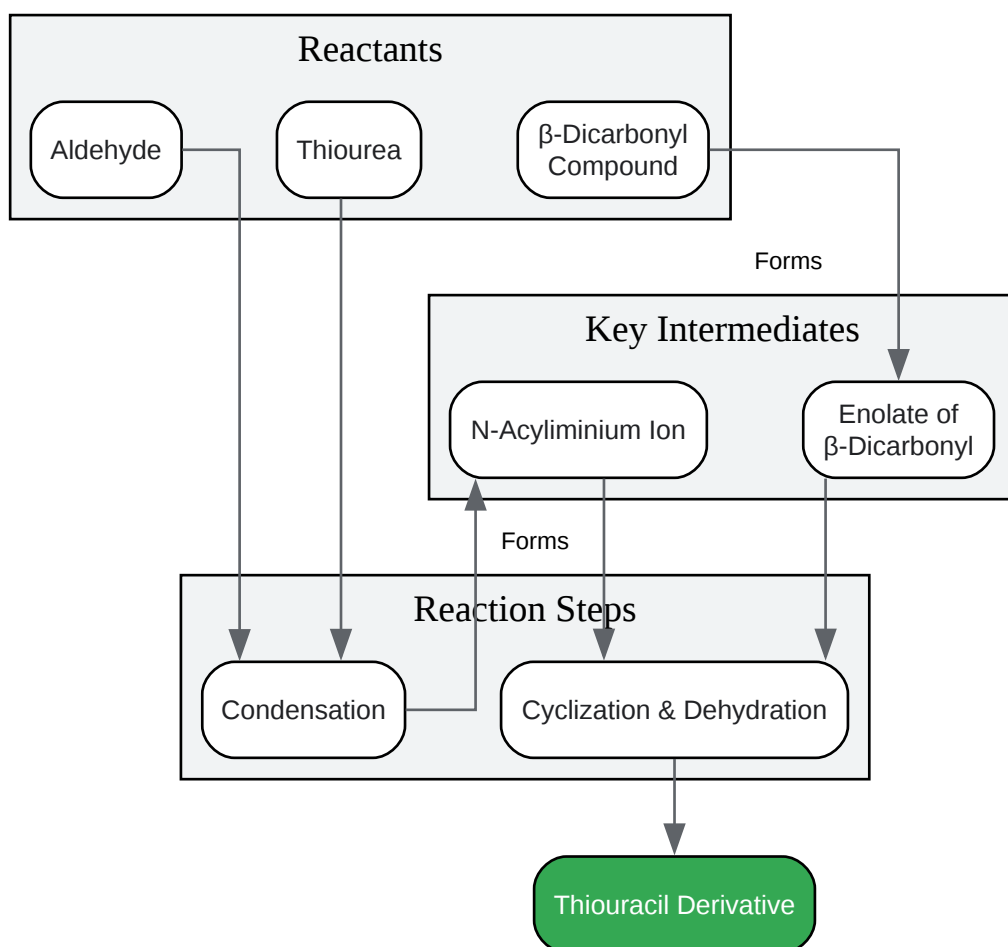 Reactants
Aldehyde
Thiourea
β-Dicarbonyl
Compound
Forms
Key Intermediates
N-Acyliminium Ion
Enolate of
β-Dicarbonyl
Forms
Reaction Steps
Condensation
Cyclization & Dehydration
Thiouracil Derivative